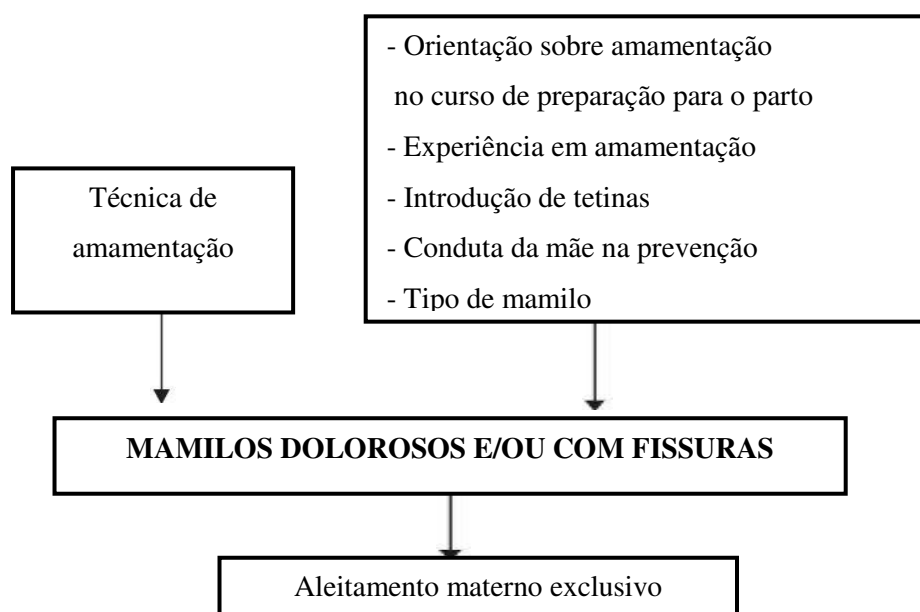 - Orientação sobre amamentação
no curso de preparação para o parto
- Experiência em amamentação
- Introdução de tetinas
- Conduta da mãe na prevenção
- Tipo de mamilo
Técnica de
amamentação
MAMILOS DOLOROSOS E/OU COM FISSURAS
Aleitamento materno exclusivo